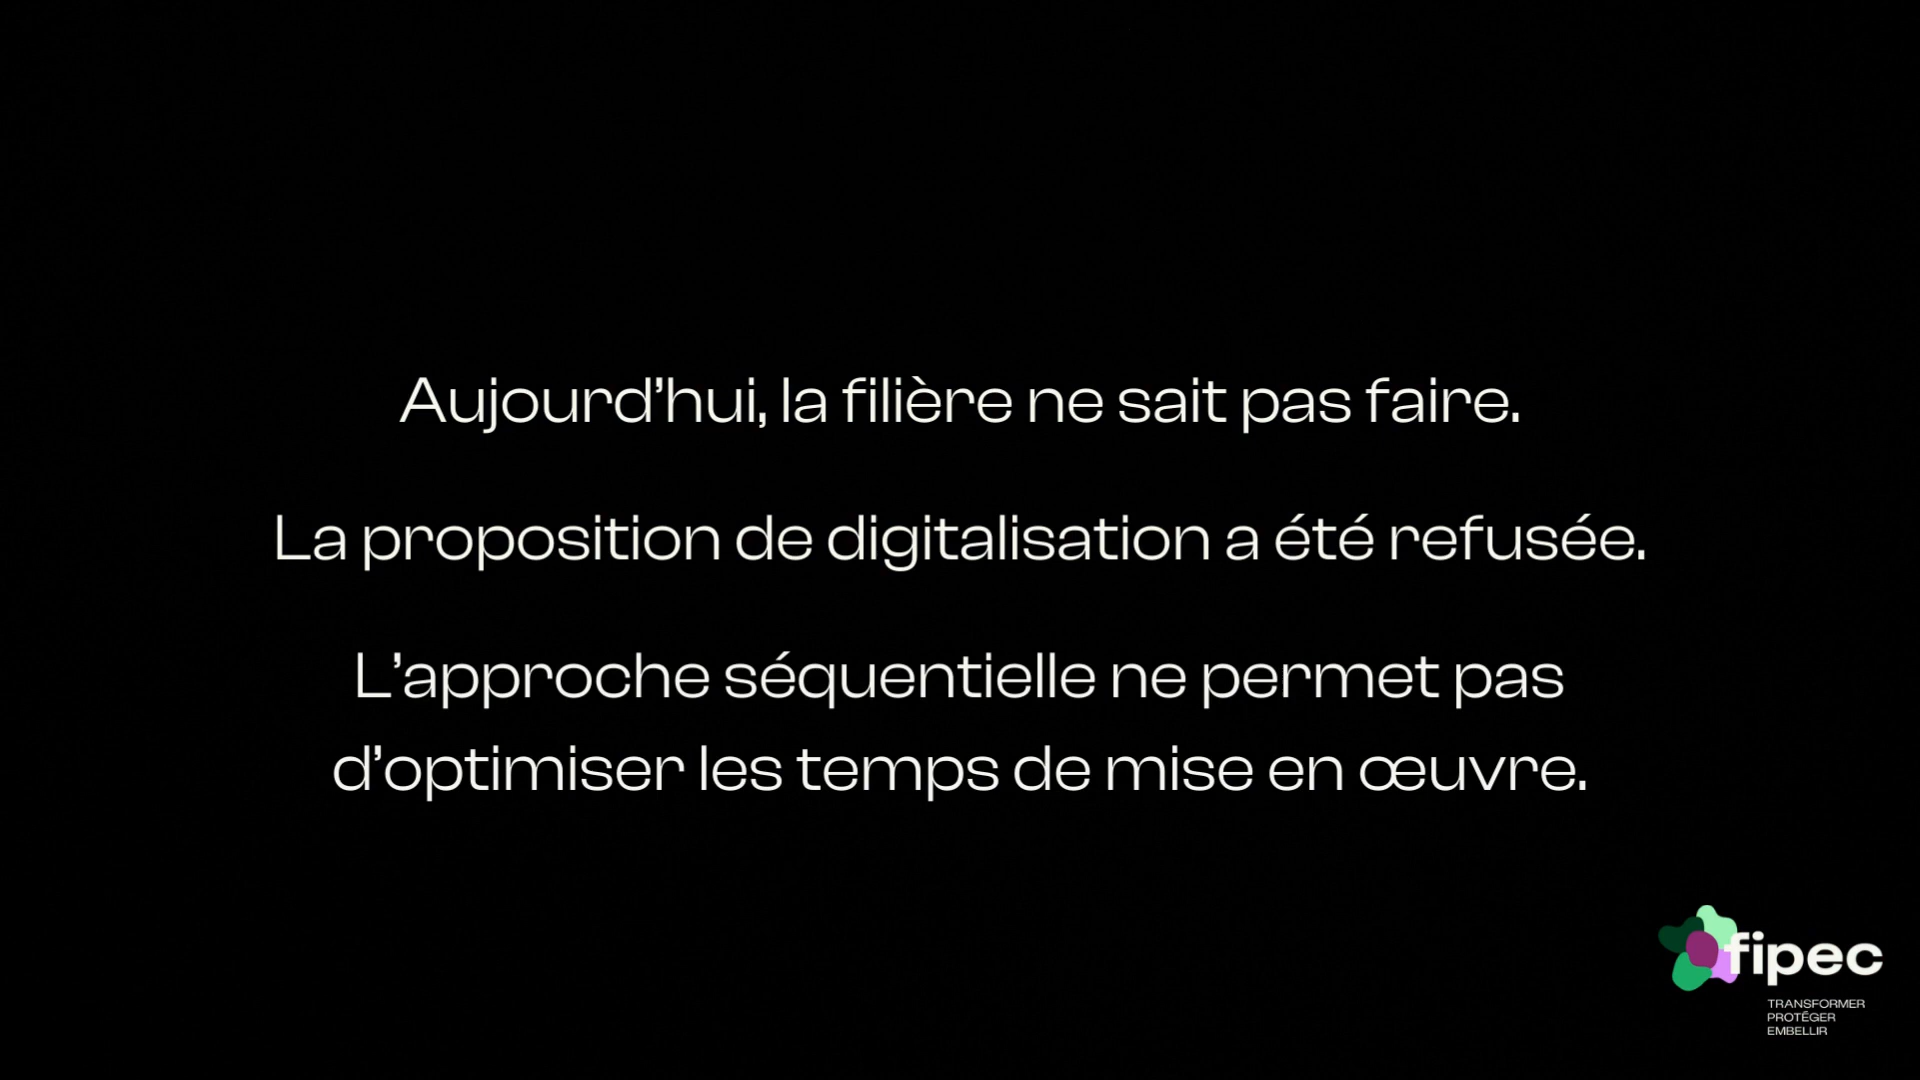 Aujourd’hui, la filière ne sait pas faire.
La proposition de digitalisation a été refusée.
L’approche séquentielle ne permet pas
d’optimiser les temps de mise en œuvre.
fipec
TRANSFORMER
PROTÉGER
EMBELLIR